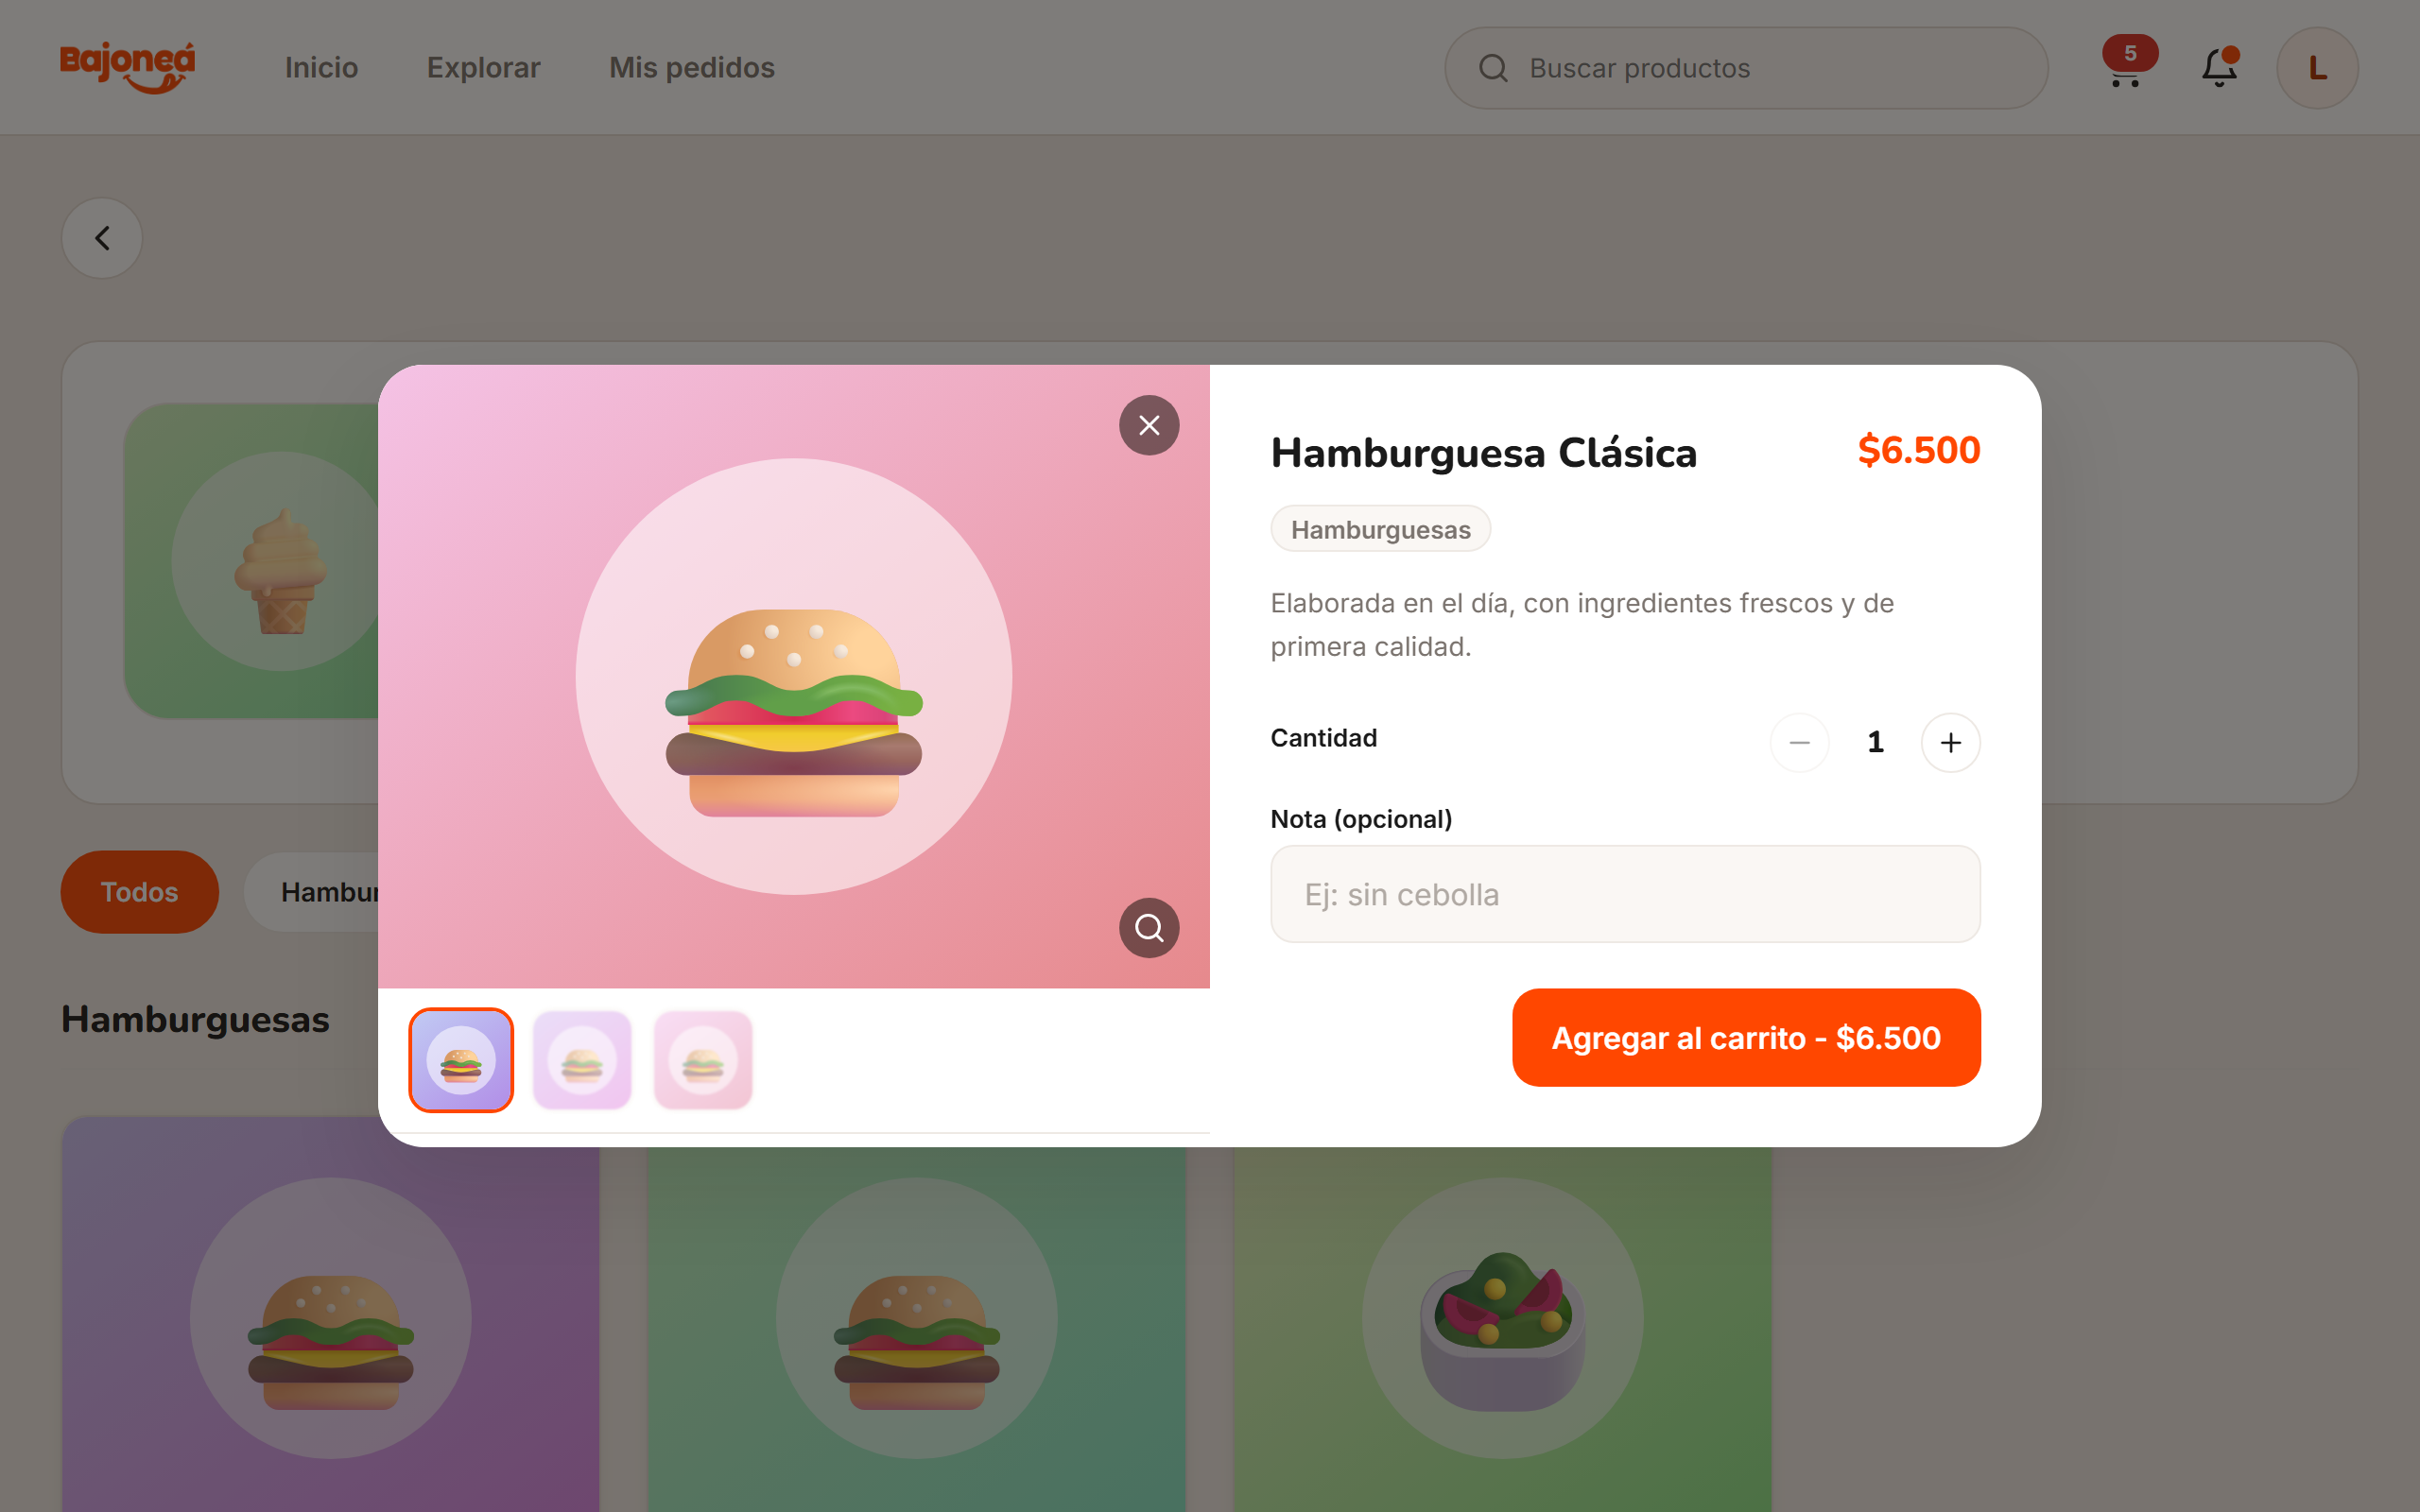 Bajoneá
Inicio
Explorar
Mis pedidos
Buscar productos
5
L
Hamburguesa Clásica
$6.500
Hamburguesas
Elaborada en el día, con ingredientes frescos y de
primera calidad.
Cantidad
1
Nota (opcional)
Ej: sin cebolla
Agregar al carrito - $6.500
Todos
Hambur
Hamburguesas